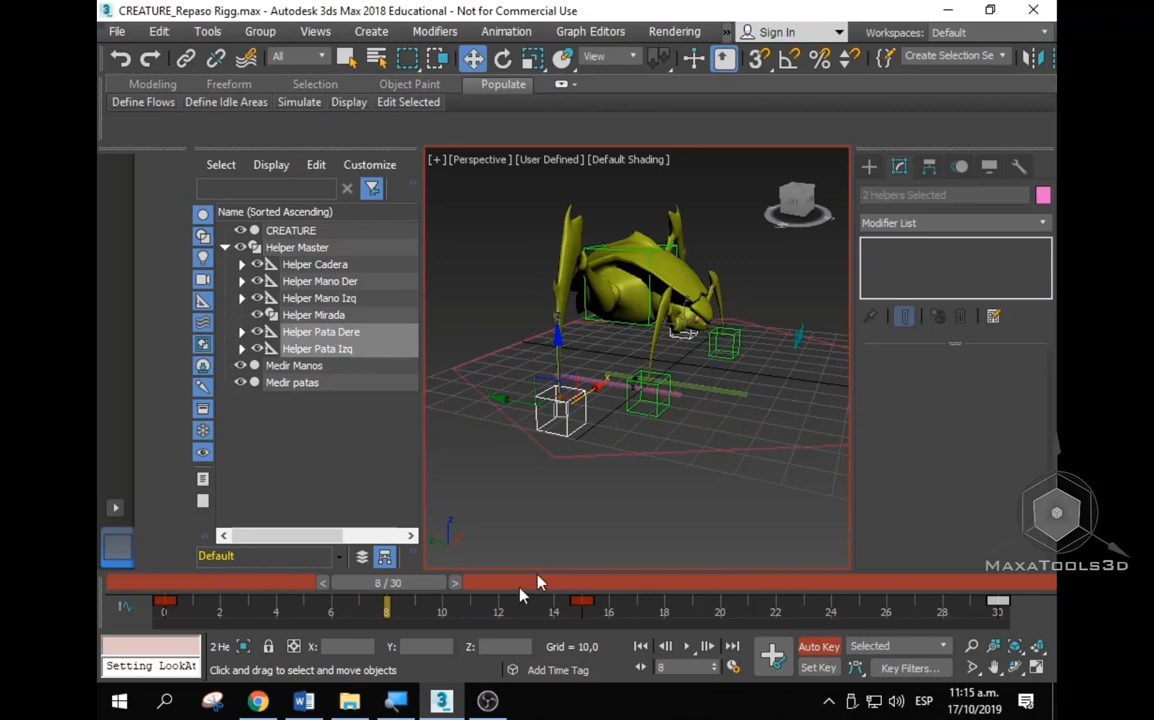 CREATURE_Repaso Rigg.max - Autodesk 3ds Max 2018 Educational - Not for Commercial Use
File Edit Tools Group Views Create Modifiers Animation Graph Editors Rendering » Sign In Workspaces: Default
All View Create Selection Se
Modeling Freeform Selection Object Paint Populate
Define Flows Define Idle Areas Simulate Display Edit Selected
Select Display Edit Customize
[+] [Perspective] [User Defined] [Default Shading]
2 Helpers Selected
Name (Sorted Ascending)
Modifier List
CREATURE
Helper Master
Helper Cadera
Helper Mano Der
Helper Mano Izq
Helper Mirada
Helper Pata Dere
Helper Pata Izq
Medir Manos
Medir patas
x
z
MAXATOOLS3D
Default
< 8 / 30 >
0 2 4 6 8 10 12 14 16 18 20 22 24 26 28 30
2 He X: Y: Z: Grid = 10,0 Auto Key Selected
Setting LookAt Click and drag to select and move objects Add Time Tag 8 Set Key Key Filters...
ESP 11:15 a.m.
17/10/2019